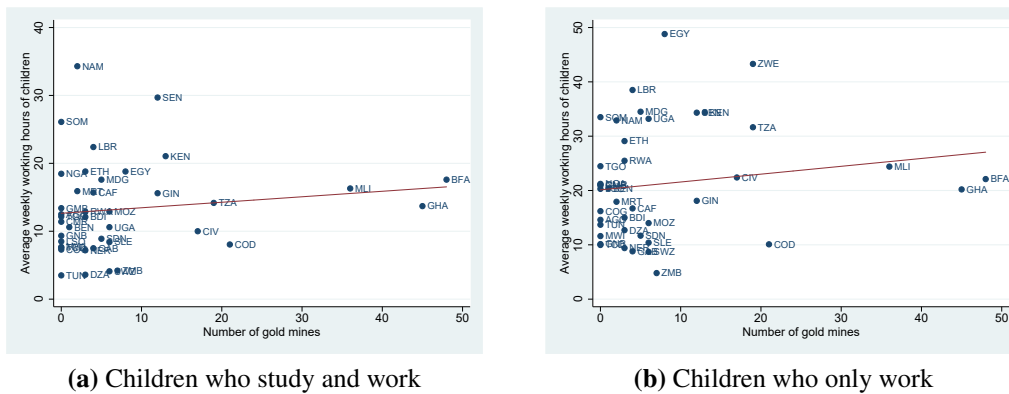 40
30
20
10
0
Average weekly working hours of children
NAM
SEN
SOM
LBR
KEN
NGA
ETH
EGY
MDG
CAF
GIN
MLI
BFA
TZA
GHA
MOZ
BDI
BEN
UGA
CIV
SLE
COD
NER
ZMB
TUN
DZA
0 10 20 30 40 50
Number of gold mines
(a) Children who study and work
50
40
30
20
10
0
Average weekly working hours of children
EGY
ZWE
LBR
SOM
MDG
NAM
UGA
TZA
ETH
RWA
TGO
CIV
MLI
BFA
GHA
MRT
GIN
COG
CAF
BDI
MOZ
TUN
DZA
MWI
SDN
SLE
COD
SWZ
ZMB
0 10 20 30 40 50
Number of gold mines
(b) Children who only work